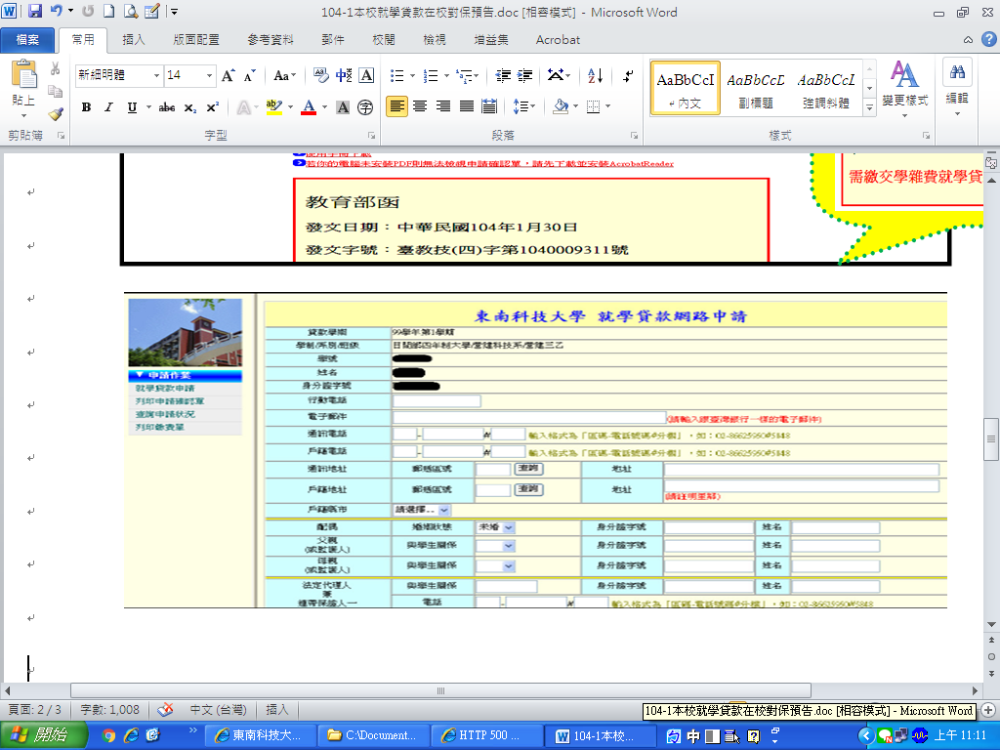 104-1本校就學貸款在校對保預告.doc [相容模式] - Microsoft Word
檔案 常用 插入 版面配置 參考資料 郵件 校閱 檢視 增益集 Acrobat
新細明體 14
AaBbCcI AaBbCcD AaBbCcI
貼上 內文 副標題 強調斜體 變更樣式 編輯
剪貼簿 字型 段落 樣式
使用手冊下載
若你的電腦未安裝PDF則無法檢視申請確認單，請先下載並安裝AcrobatReader
需繳交學雜費就學貸
教育部函
發文日期：中華民國104年1月30日
發文字號：臺教技(四)字第1040009311號
東南科技大學 就學貸款網路申請
貸款學期 99學年第1學期
學制/所別/班級 日間部四年制大學/營建科技系/營建三乙
學號
▼ 申請作業
姓名
就學貸款申請
身分證字號
列印申請確認單
行動電話
查詢申請狀況
電子郵件 (請輸入跟臺灣銀行一樣的電子郵件)
列印繳費單
通訊電話 - # 輸入格式為「區碼-電話號碼#分機」，如：02-86625950#5848
戶籍電話 - # 輸入格式為「區碼-電話號碼#分機」，如：02-86625950#5848
通訊地址 郵遞區號 查詢 地址
戶籍地址 郵遞區號 查詢 地址
(請註明里鄰)
戶籍縣市 請選擇..
配偶 婚姻狀態 未婚 身分證字號 姓名
父親
(或監護人) 與學生關係 身分證字號 姓名
母親
(或監護人) 與學生關係 身分證字號 姓名
法定代理人 與學生關係 身分證字號 姓名
兼
連帶保證人一 電話 - # 輸入格式為「區碼-電話號碼#分機」，如：02-86625950#5848
頁面: 2 / 3 字數: 1,008 中文 (台灣) 插入
104-1本校就學貸款在校對保預告.doc [相容模式] - Microsoft Word
開始 東南科技大... C:\Document... HTTP 500 ... 104-1本校... 中 上午 11:11